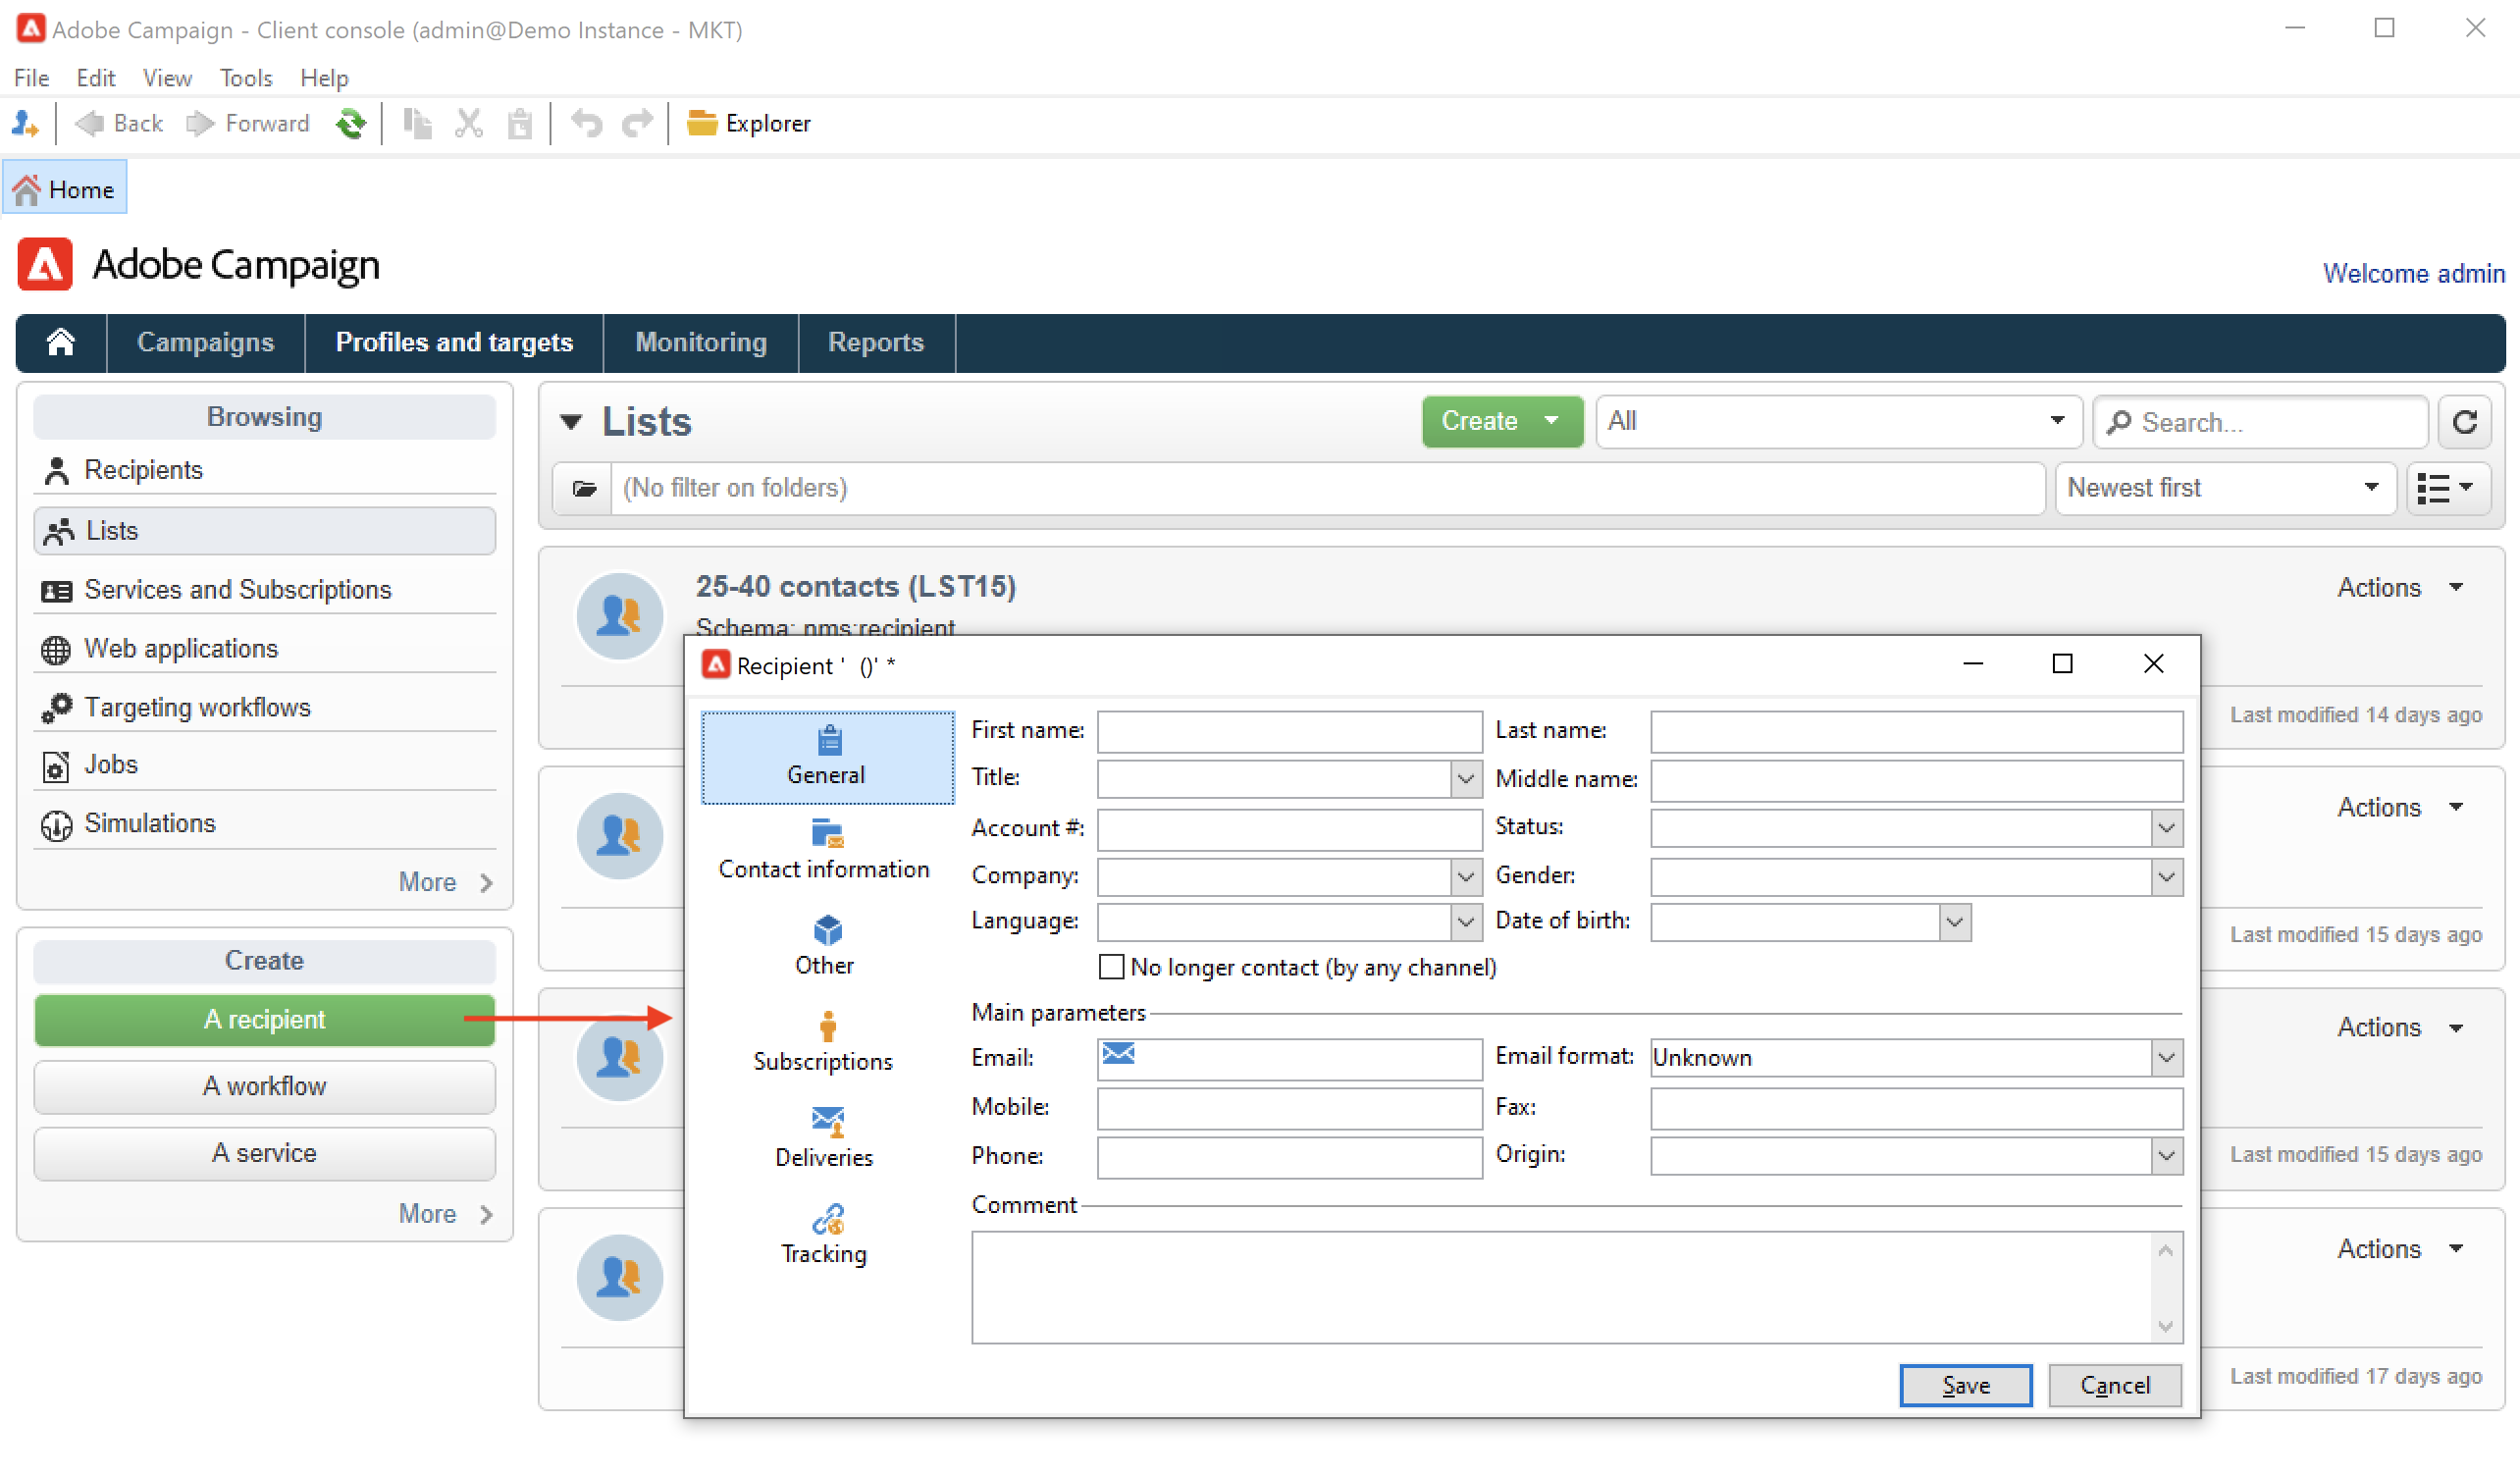 Adobe Campaign - Client console (admin@Demo Instance - MKT)
File Edit View Tools Help
Back Forward Explorer
Home
Adobe Campaign
Welcome admin
Campaigns Profiles and targets Monitoring Reports
Browsing
Recipients
Lists
Services and Subscriptions
Web applications
Targeting workflows
Jobs
Simulations
More
Create
A recipient
A workflow
A service
More
Lists
Create All Search...
(No filter on folders) Newest first
25-40 contacts (LST15) Actions
Schema: nms:recipient
Last modified 14 days ago
Actions
Last modified 15 days ago
Actions
Last modified 15 days ago
Actions
Last modified 17 days ago
Recipient ' ()' *
General
Contact information
Other
Subscriptions
Deliveries
Tracking
First name: Last name:
Title: Middle name:
Account #: Status:
Company: Gender:
Language: Date of birth:
No longer contact (by any channel)
Main parameters
Email: Email format: Unknown
Mobile: Fax:
Phone: Origin:
Comment
Save Cancel